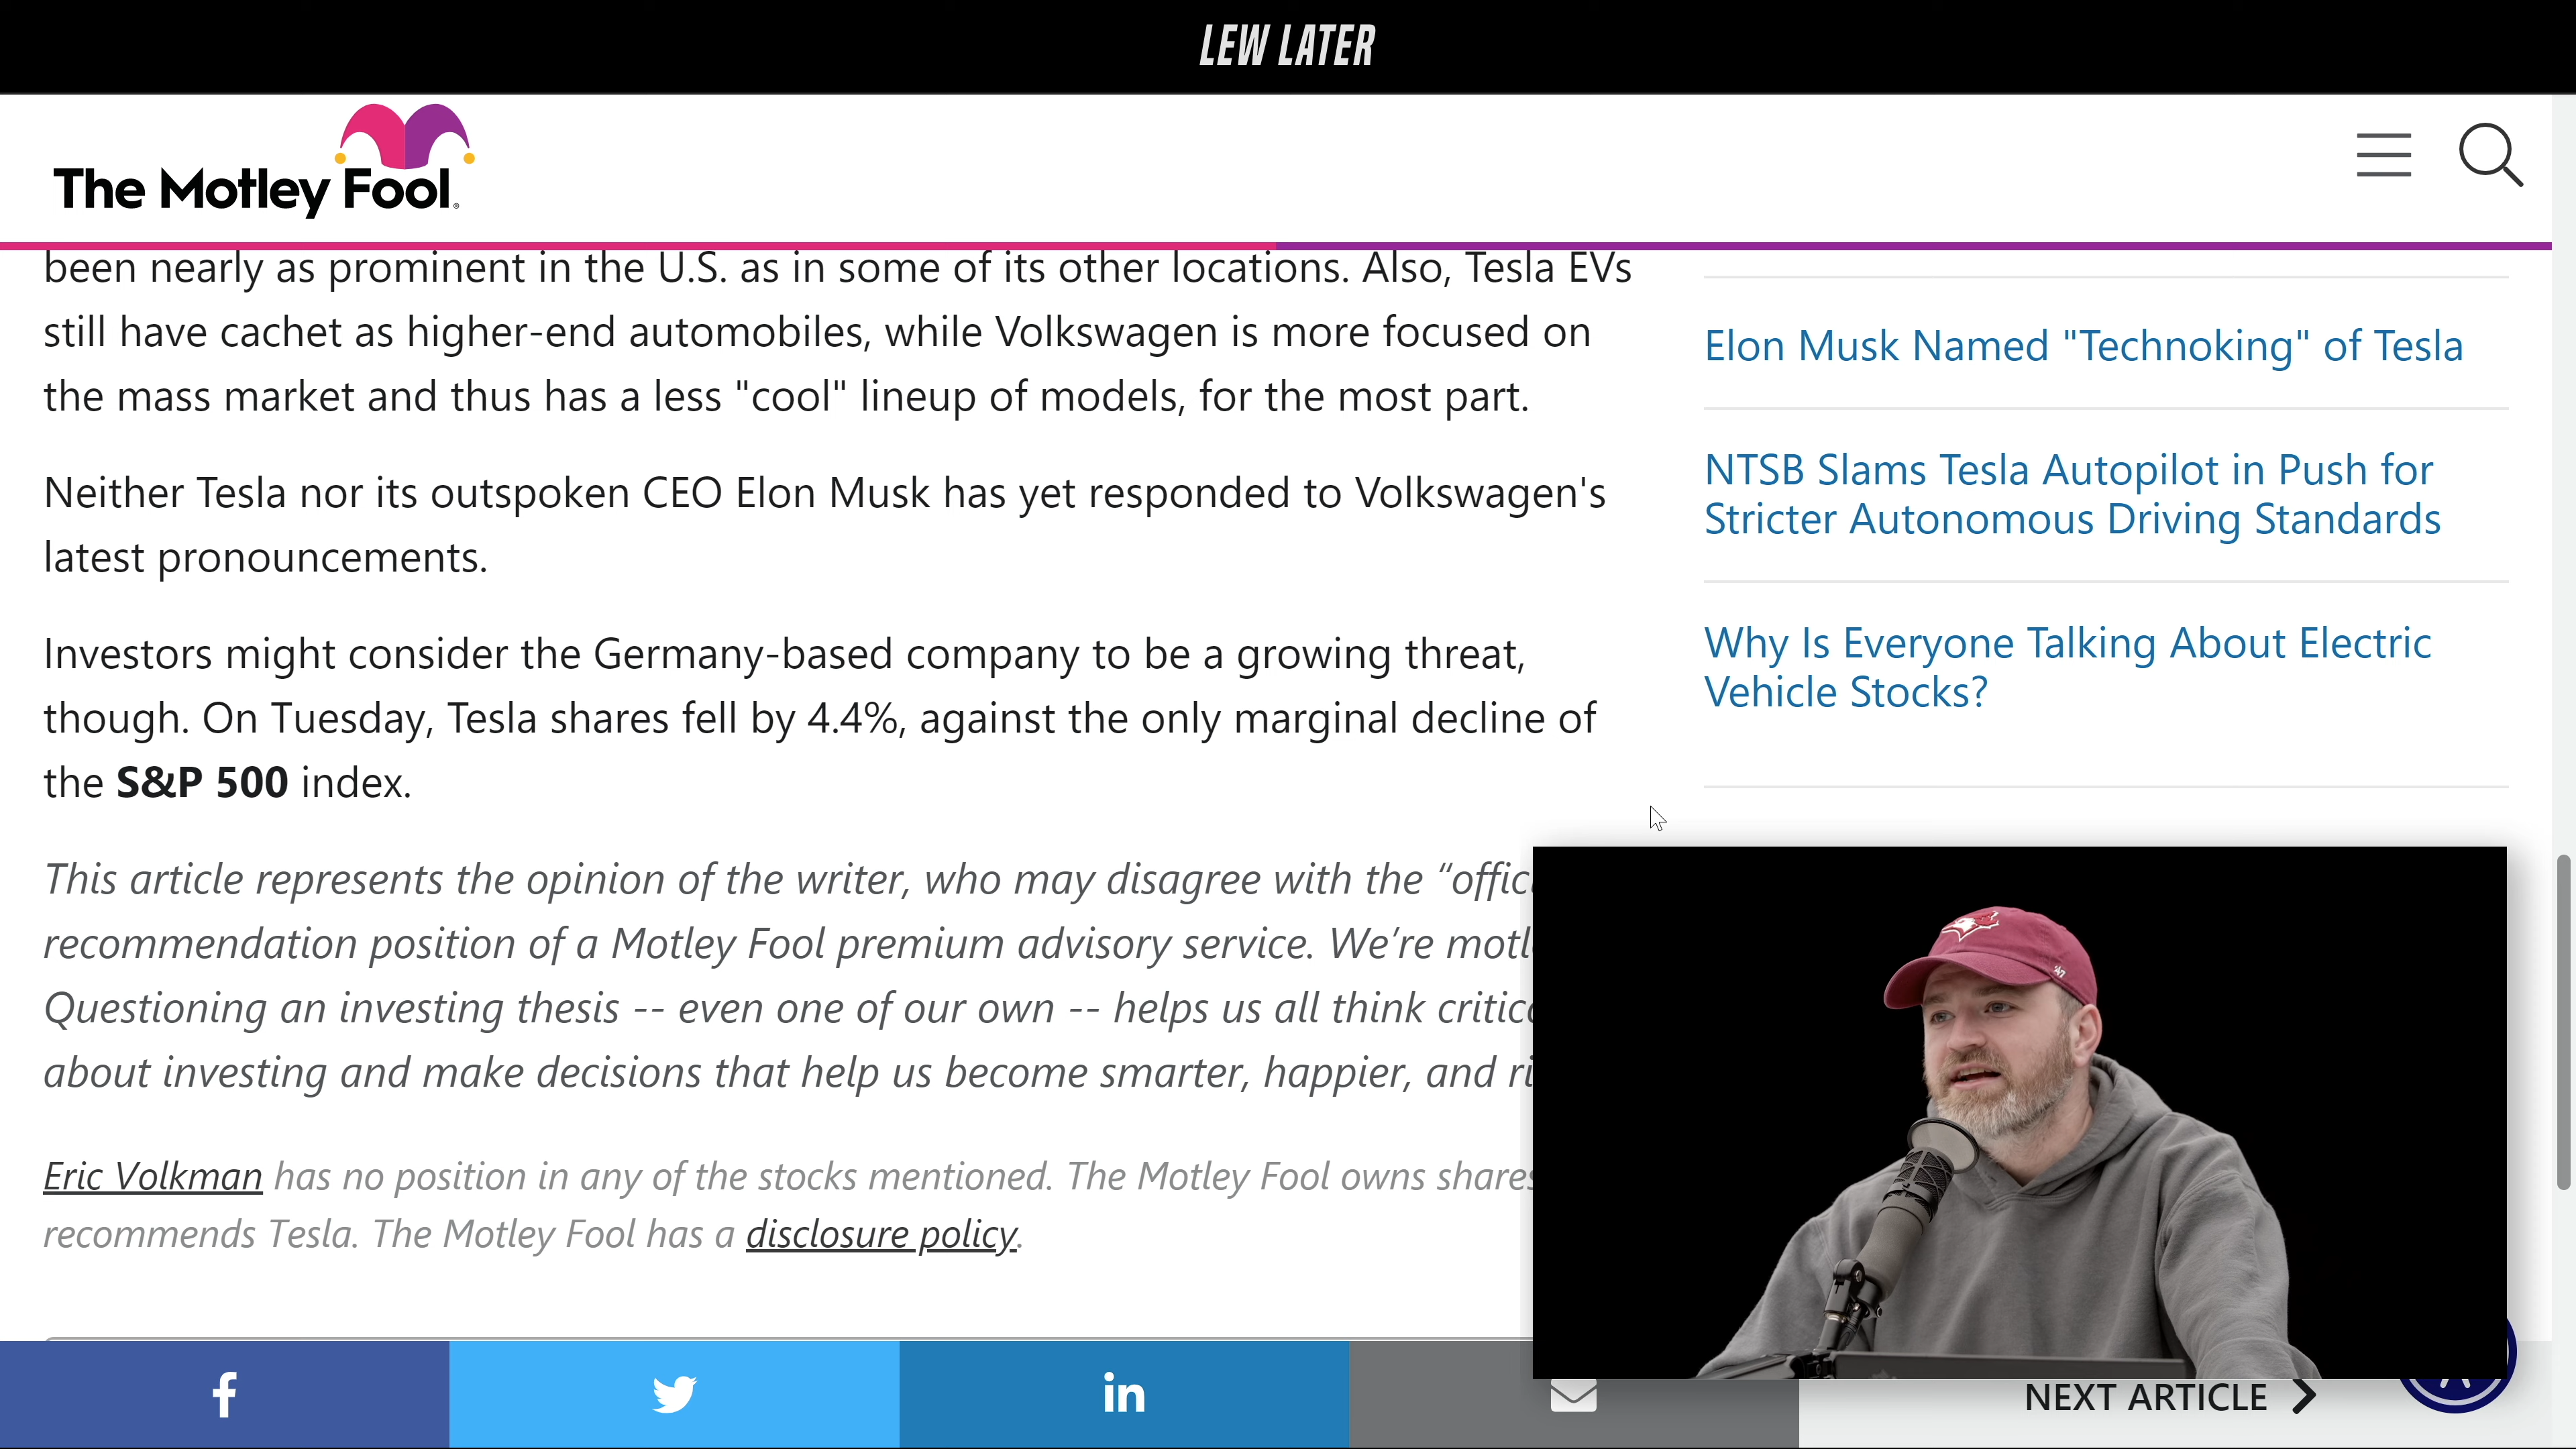 LEW LATER
The Motley Fool
been nearly as prominent in the U.S. as in some of its other locations. Also, Tesla EVs
still have cachet as higher-end automobiles, while Volkswagen is more focused on
the mass market and thus has a less "cool" lineup of models, for the most part.
Neither Tesla nor its outspoken CEO Elon Musk has yet responded to Volkswagen's
latest pronouncements.
Investors might consider the Germany-based company to be a growing threat,
though. On Tuesday, Tesla shares fell by 4.4%, against the only marginal decline of
the S&P 500 index.
This article represents the opinion of the writer, who may disagree with the
recommendation position of a Motley Fool premium advisory service. We're
Questioning an investing thesis -- even one of our own -- helps us all think
about investing and make decisions that help us become smarter, happier, and
Eric Volkman has no position in any of the stocks mentioned. The Motley Fool owns shares
recommends Tesla. The Motley Fool has a disclosure policy.
Elon Musk Named "Technoking" of Tesla
NTSB Slams Tesla Autopilot in Push for
Stricter Autonomous Driving Standards
Why Is Everyone Talking About Electric
Vehicle Stocks?
'47
f
in
NEXT ARTICLE